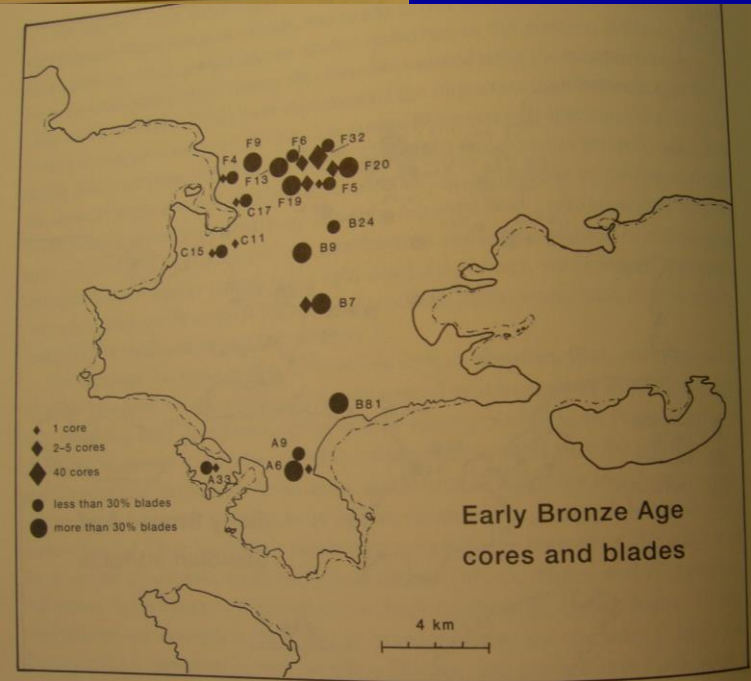 F9
F6
F32
F4
F13
F20
F19
F5
C17
B24
C15
C11
B9
B7
B81
A9
A6
A33
1 core
2-5 cores
40 cores
less than 30% blades
more than 30% blades
Early Bronze Age
cores and blades
4 km